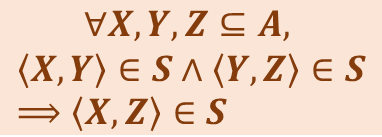 ∀X, Y, Z ⊆ A,
⟨X, Y⟩ ∈ S ∧ ⟨Y, Z⟩ ∈ S
⟹ ⟨X, Z⟩ ∈ S